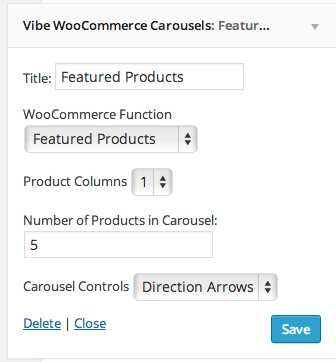 Vibe WooCommerce Carousels: Featur...
Title: Featured Products
WooCommerce Function
Featured Products
Product Columns 1
Number of Products in Carousel:
5
Carousel Controls Direction Arrows
Delete | Close Save